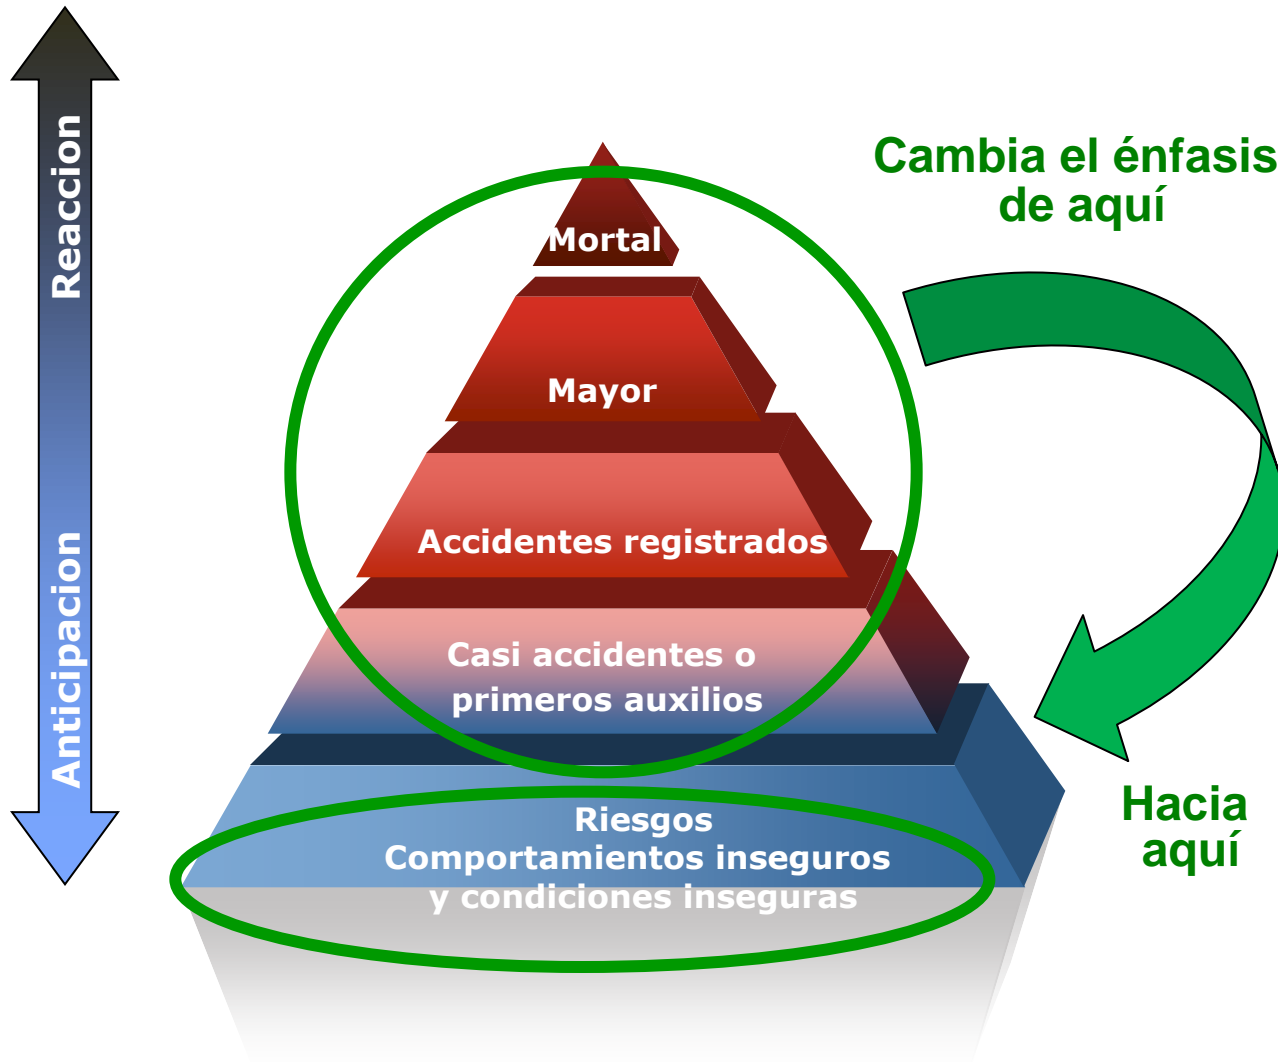 Reaccion
Anticipacion
Cambia el énfasis
de aquí
Mortal
Mayor
Accidentes registrados
Casi accidentes o
primeros auxilios
Riesgos
Comportamientos inseguros
y condiciones inseguras
Hacia
aquí